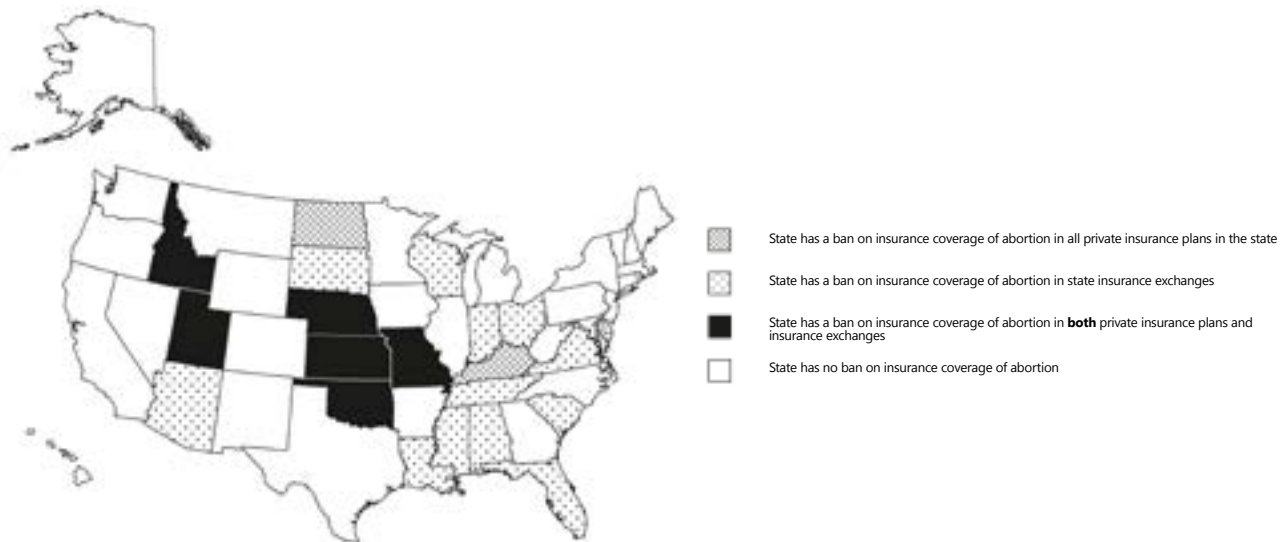 State has a ban on insurance coverage of abortion in all private insurance plans in the state
State has a ban on insurance coverage of abortion in state insurance exchanges
State has a ban on insurance coverage of abortion in both private insurance plans and
insurance exchanges
State has no ban on insurance coverage of abortion